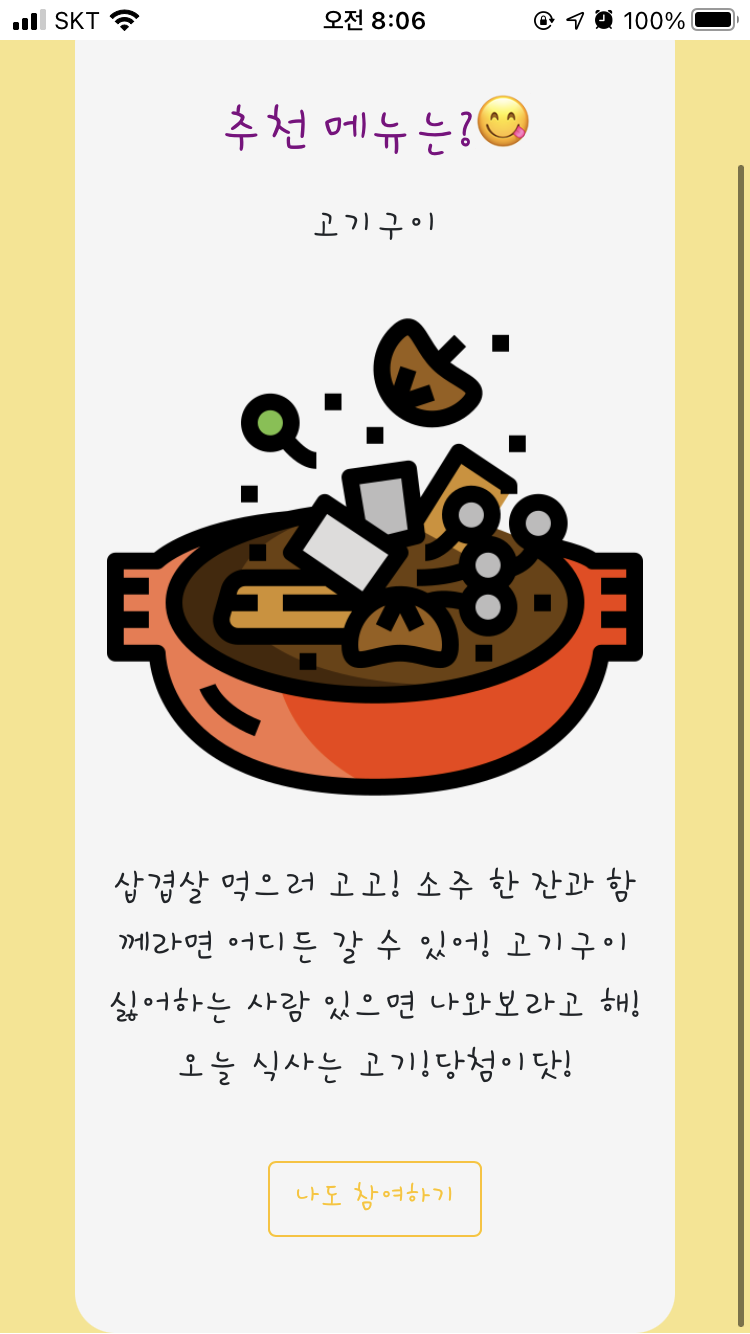 SKT 오전 8:06 100%
추천 메뉴는?😋
고기구이
삽겹살 먹으러 고고! 소주 한 잔과 함
께라면 어디든 갈 수 있어! 고기구이
싫어하는 사람 있으면 나와보라고 해!
오늘 식사는 고기!당첨이닷!
나도 참여하기